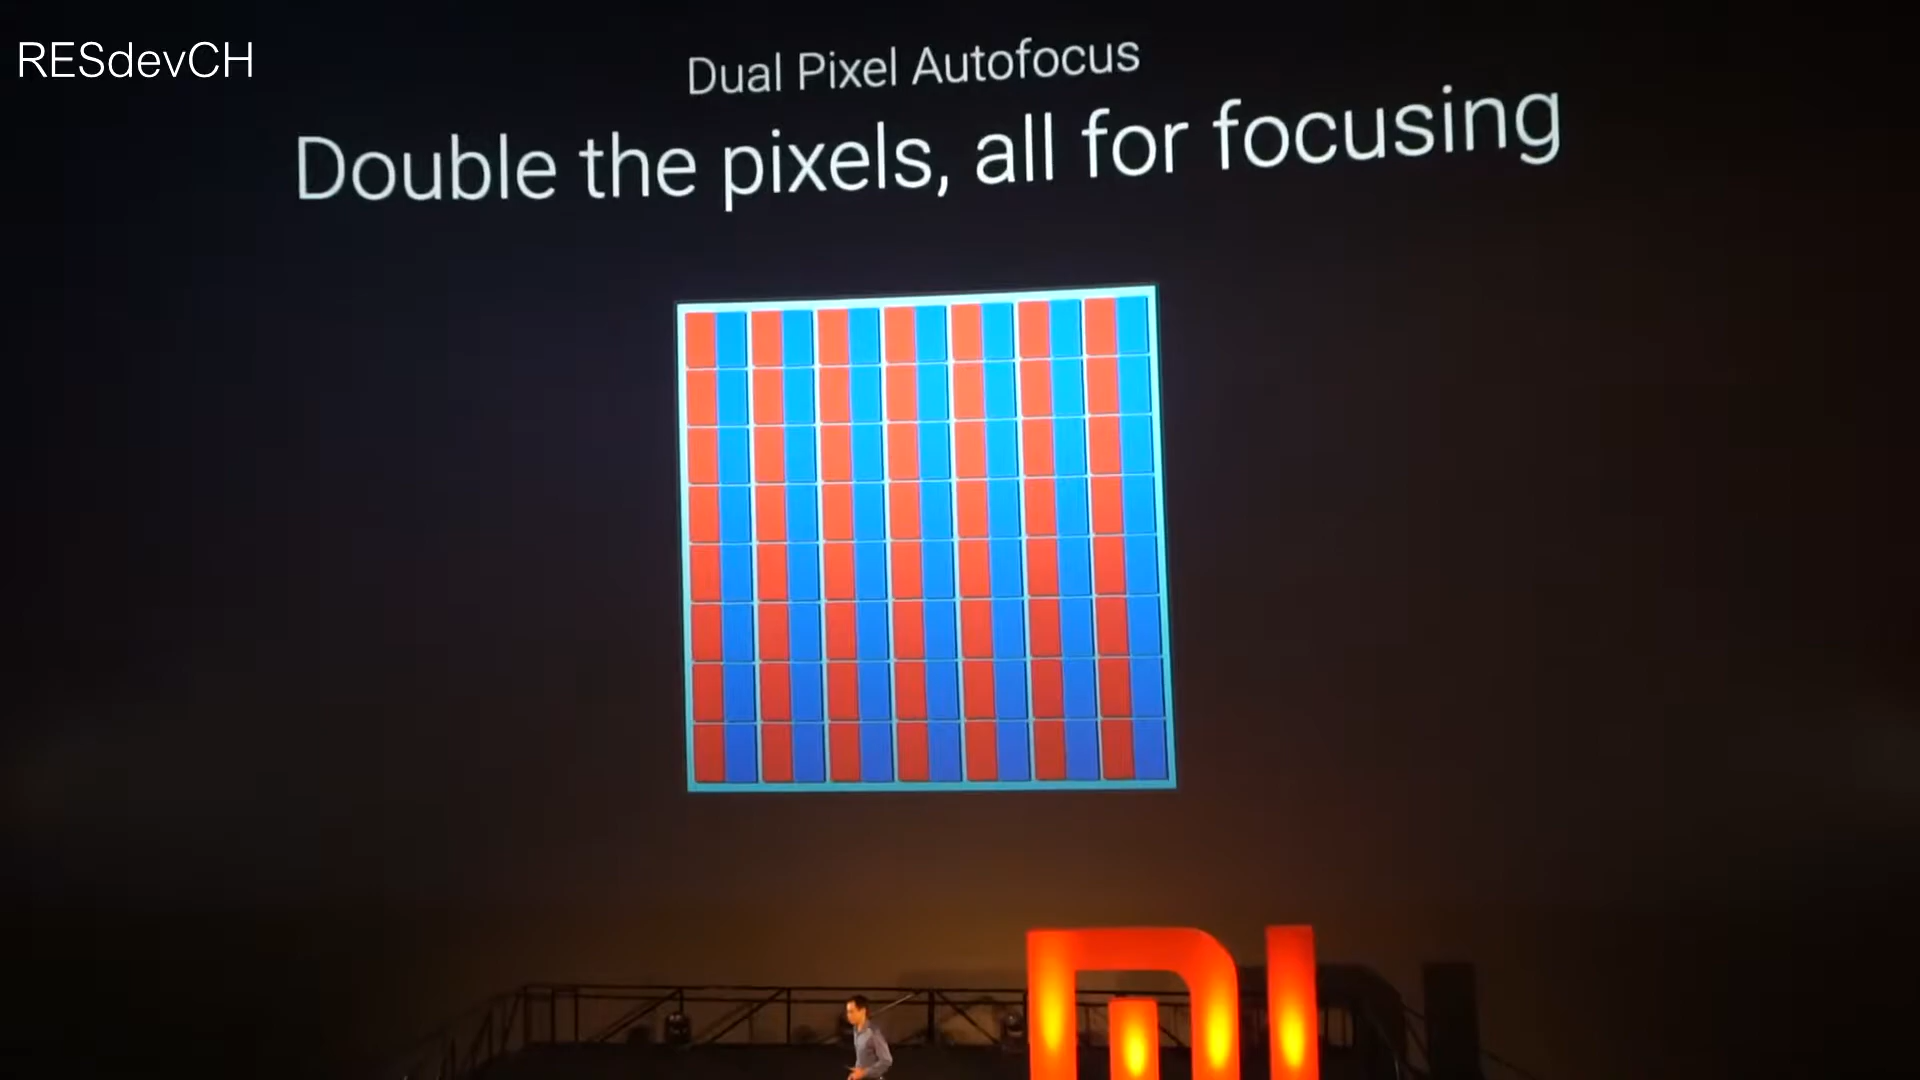 RESdevCH
Dual Pixel Autofocus
Double the pixels, all for focusing
MI